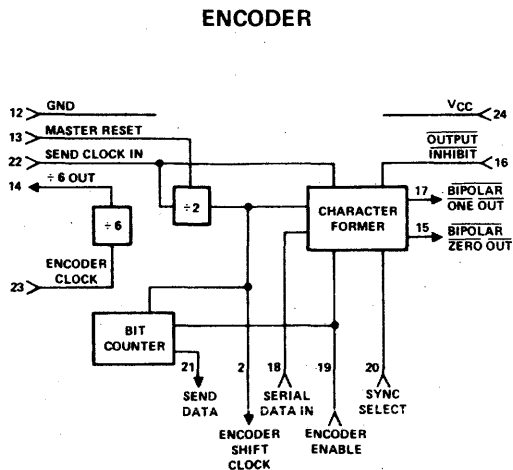 ENCODER
12 GND
VCC 24
13 MASTER RESET
22 SEND CLOCK IN
OUTPUT
INHIBIT 16
14 ÷ 6 OUT
17 BIPOLAR
ONE OUT
÷2
CHARACTER
FORMER
÷6
15 BIPOLAR
ZERO OUT
ENCODER
CLOCK
23
BIT
COUNTER
21
2
18
19
20
SEND
DATA
SERIAL
DATA IN
SYNC
SELECT
ENCODER
SHIFT
CLOCK
ENCODER
ENABLE